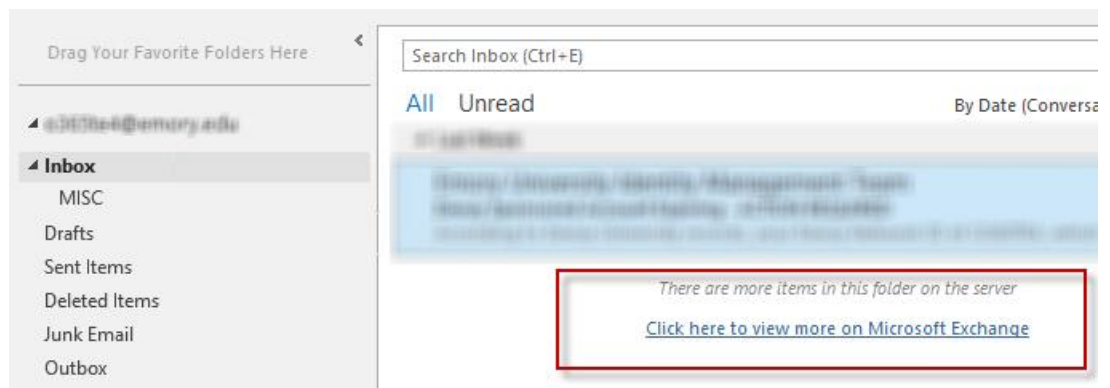 Drag Your Favorite Folders Here
Search Inbox (Ctrl+E)
All Unread
By Date (Conversa
Inbox
MISC
Drafts
Sent Items
Deleted Items
Junk Email
Outbox
There are more items in this folder on the server
Click here to view more on Microsoft Exchange